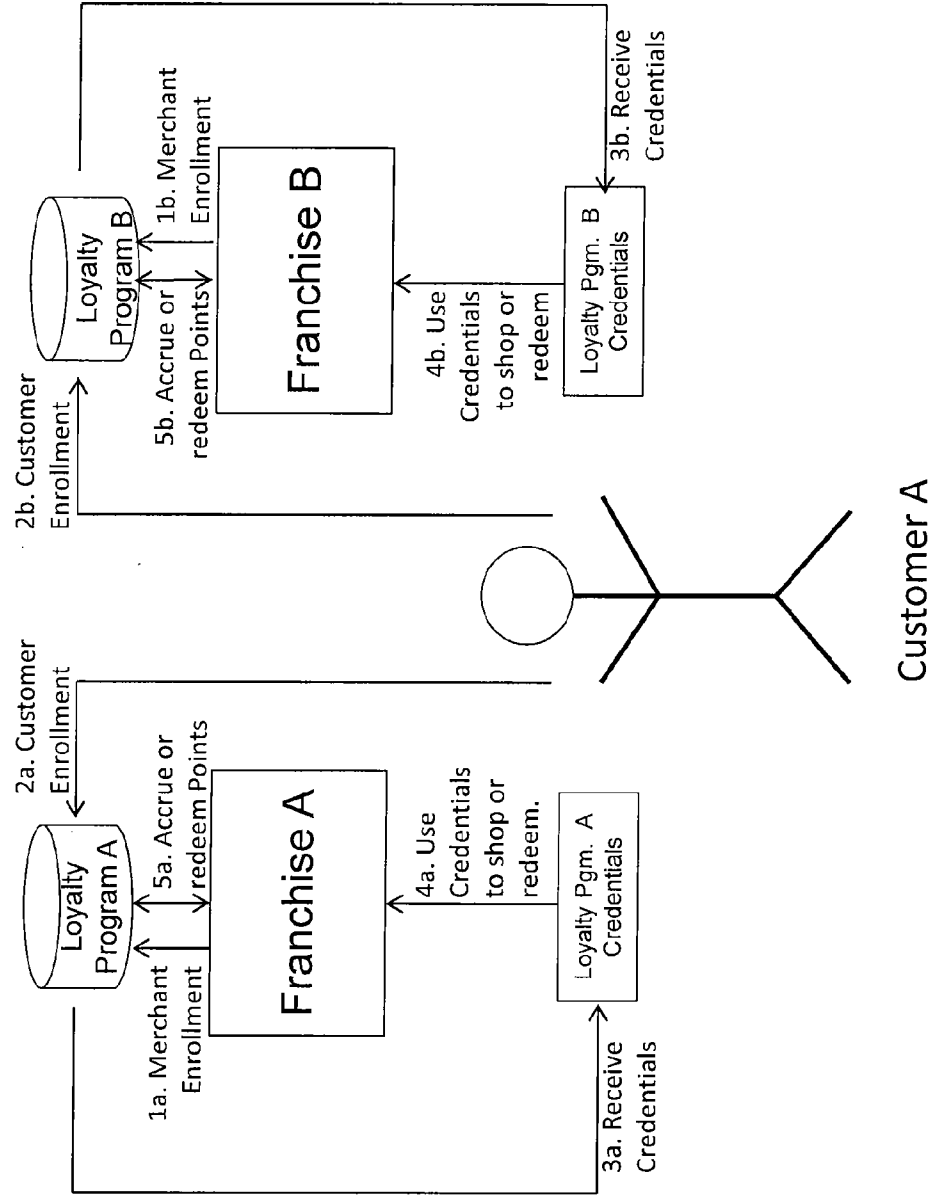 2a. Customer
Enrollment
2b. Customer
Enrollment
Loyalty
Program A
Loyalty
Program B
1a. Merchant
Enrollment
5a. Accrue or
redeem Points
5b. Accrue or
redeem Points
1b. Merchant
Enrollment
Franchise A
Franchise B
4a. Use
Credentials
to shop or
redeem.
4b. Use
Credentials
to shop or
redeem
Loyalty Pgm. A
Credentials
Loyalty Pgm. B
Credentials
3a. Receive
Credentials
3b. Receive
Credentials
Customer A